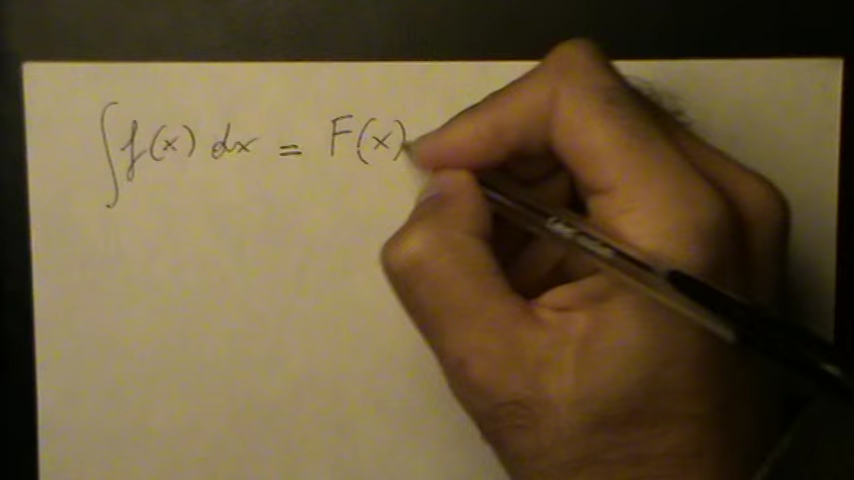 ∫f(x) dx = F(x)